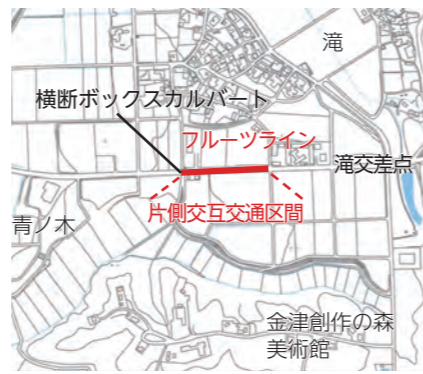 滝
横断ボックスカルバート
フルーツライン
滝交差点
片側交互交通区間
青ノ木
金津創作の森
美術館